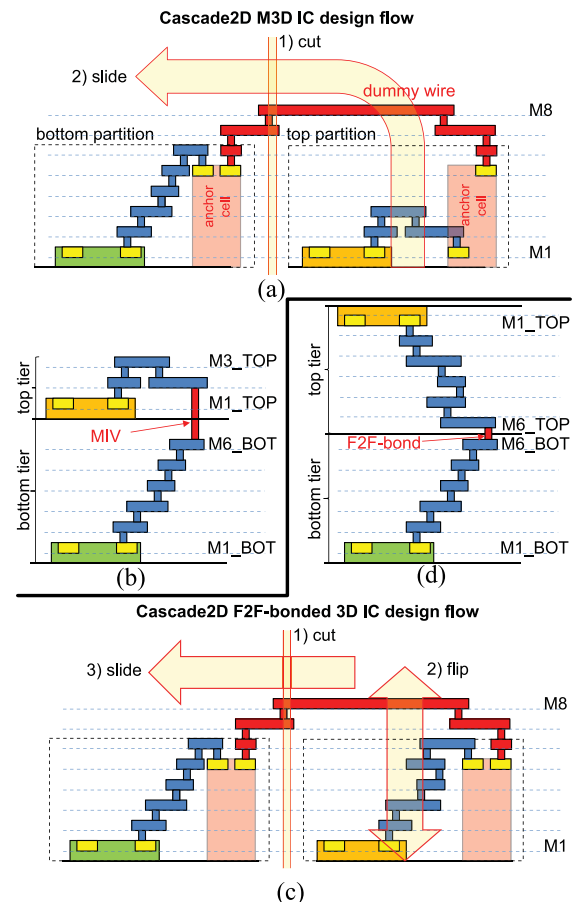 Cascade2D M3D IC design flow
1) cut
2) slide
dummy wire
M8
bottom partition
top partition
anchor cell
anchor cell
M1
(a)
top tier
bottom tier
M3_TOP
M1_TOP
MIV
M6_BOT
M1_BOT
(b)
top tier
bottom tier
M1_TOP
M6_TOP
F2F-bond
M6_BOT
M1_BOT
(d)
Cascade2D F2F-bonded 3D IC design flow
1) cut
3) slide
2) flip
M8
M1
(c)